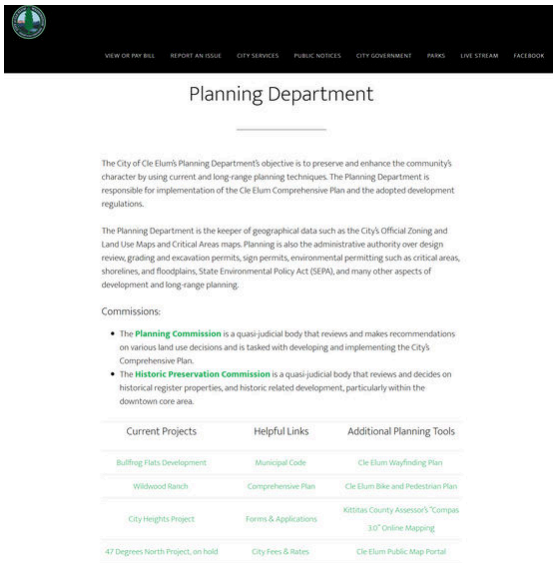 VIEW OR PAY BILL REPORT AN ISSUE CITY SERVICES PUBLIC NOTICES CITY GOVERNMENT PARKS LIVE STREAM FACEBOOK
Planning Department
The City of Cle Elum's Planning Department's objective is to preserve and enhance the community's
character by using current and long-range planning techniques. The Planning Department is
responsible for implementation of the Cle Elum Comprehensive Plan and the adopted development
regulations.
The Planning Department is the keeper of geographical data such as the City's Official Zoning and
Land Use Maps and Critical Areas maps. Planning is also the administrative authority over design
review, grading and excavation permits, sign permits, environmental permitting such as critical areas,
shorelines, and floodplains, State Environmental Policy Act (SEPA), and many other aspects of
development and long-range planning.
Commissions:
• The Planning Commission is a quasi-judicial body that reviews and makes recommendations
on various land use decisions and is tasked with developing and implementing the City's
Comprehensive Plan.
• The Historic Preservation Commission is a quasi-judicial body that reviews and decides on
historical register properties, and historic related development, particularly within the
downtown core area.
Current Projects Helpful Links Additional Planning Tools
Bullfrog Flats Development Municipal Code Cle Elum Wayfinding Plan
Wildwood Ranch Comprehensive Plan Cle Elum Bike and Pedestrian Plan
City Heights Project Forms & Applications Kittitas County Assessor's "Compas
3.0" Online Mapping
47 Degrees North Project, on hold City Fees & Rates Cle Elum Public Map Portal